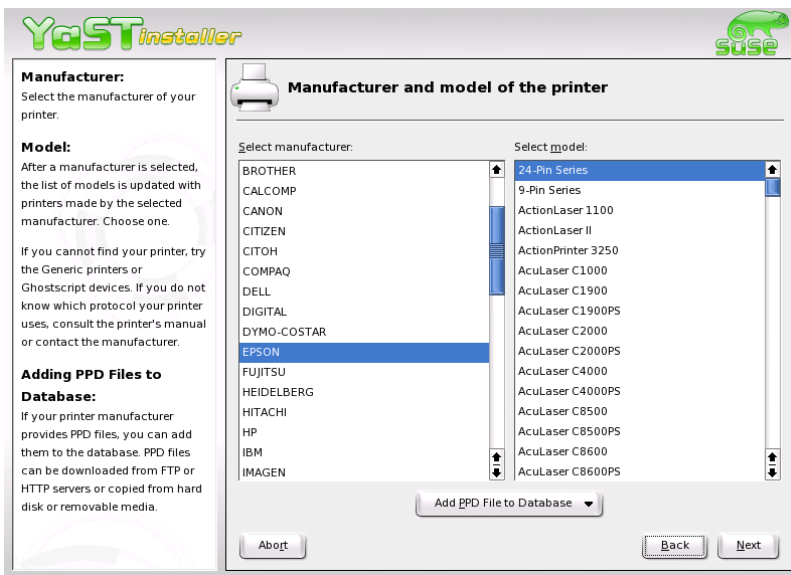 YaST installer
SUSE
Manufacturer:
Select the manufacturer of your
printer.
Model:
After a manufacturer is selected,
the list of models is updated with
printers made by the selected
manufacturer. Choose one.
If you cannot find your printer, try
the Generic printers or
Ghostscript devices. If you do not
know which protocol your printer
uses, consult the printer's manual
or contact the manufacturer.
Adding PPD Files to
Database:
If your printer manufacturer
provides PPD files, you can add
them to the database. PPD files
can be downloaded from FTP or
HTTP servers or copied from hard
disk or removable media.
Manufacturer and model of the printer
Select manufacturer:
BROTHER
CALCOMP
CANON
CITIZEN
CITOH
COMPAQ
DELL
DIGITAL
DYMO-COSTAR
EPSON
FUJITSU
HEIDELBERG
HITACHI
HP
IBM
IMAGEN
Select model:
24-Pin Series
9-Pin Series
ActionLaser 1100
ActionLaser II
ActionPrinter 3250
AcuLaser C1000
AcuLaser C1900
AcuLaser C1900PS
AcuLaser C2000
AcuLaser C2000PS
AcuLaser C4000
AcuLaser C4000PS
AcuLaser C8500
AcuLaser C8500PS
AcuLaser C8600
AcuLaser C8600PS
Add PPD File to Database
Abort
Back
Next